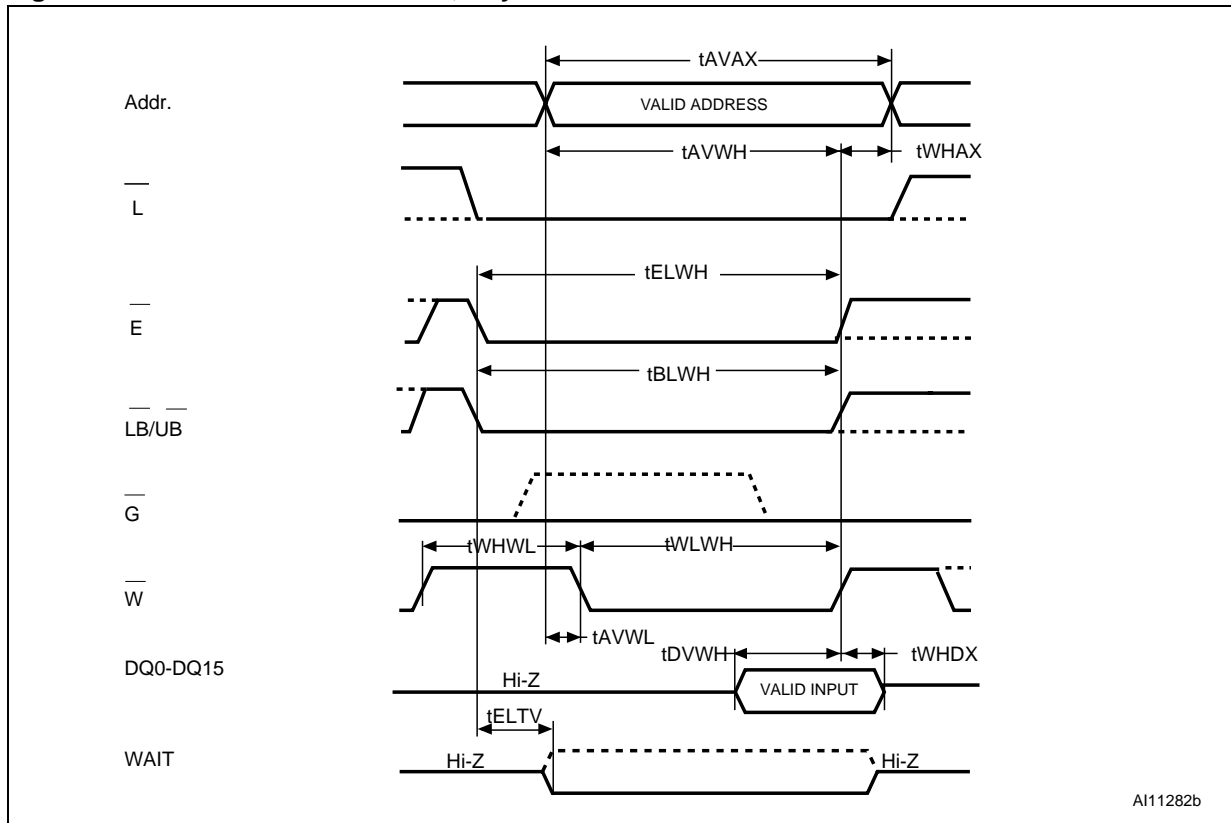 tAVAX
Addr.
VALID ADDRESS
tAVWH
tWHAX
L
tELWH
E
tBLWH
LB/UB
G
tWHWL
tWLWH
W
tAVWL
tDVWH
tWHDX
DQ0-DQ15
Hi-Z
VALID INPUT
tELTV
WAIT
Hi-Z
Hi-Z
AI11282b